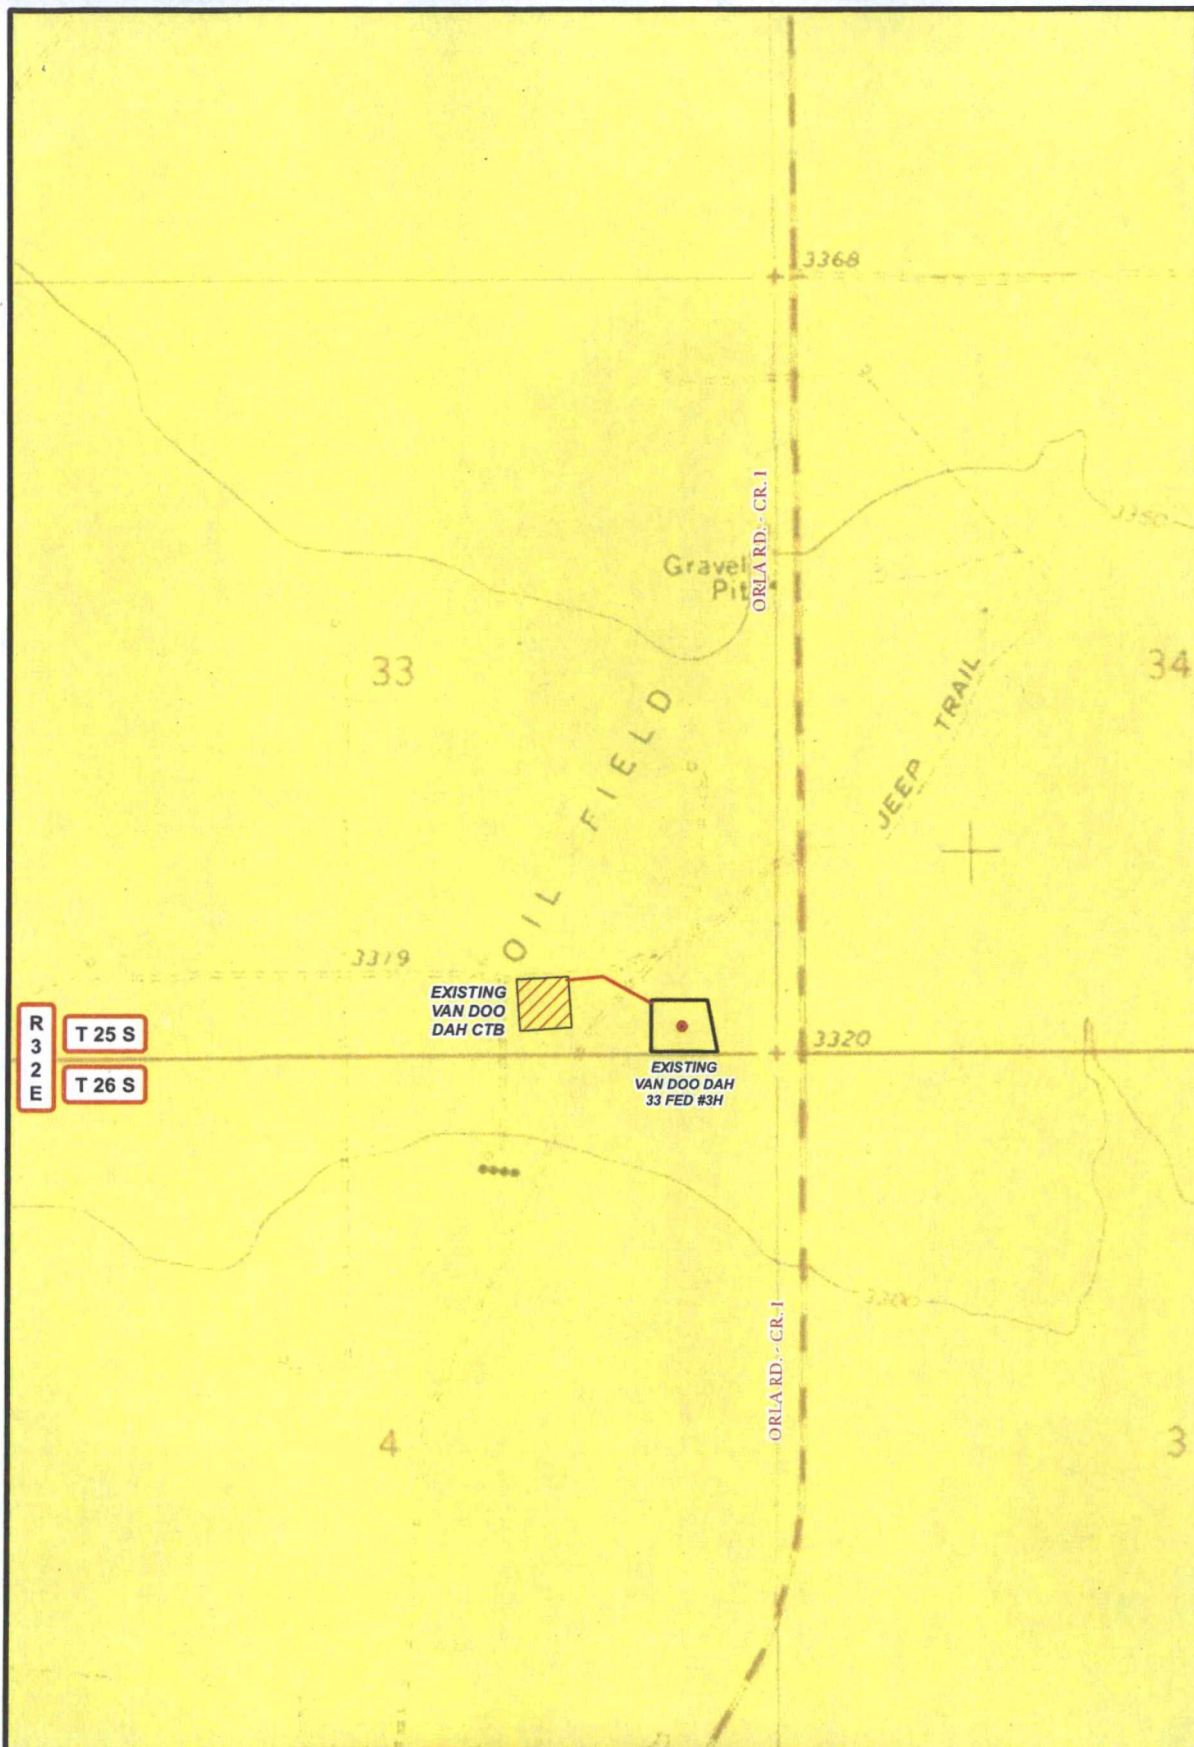 3368
ORLA RD. - CR. 1
3350
Gravel
Pit
33
34
OIL FIELD
JEEP TRAIL
3319
EXISTING
VAN DOO
DAH CTB
R
3
2
E
T 25 S
T 26 S
3320
EXISTING
VAN DOO DAH
33 FED #3H
ORLA RD. - CR. 1
4
3